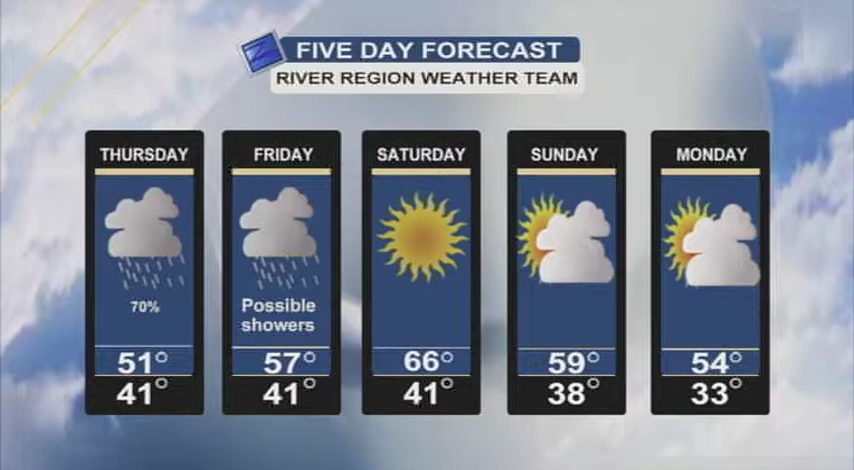 FIVE DAY FORECAST
RIVER REGION WEATHER TEAM
THURSDAY
70%
51°
41°
FRIDAY
Possible
showers
57°
41°
SATURDAY
66°
41°
SUNDAY
59°
38°
MONDAY
54°
33°